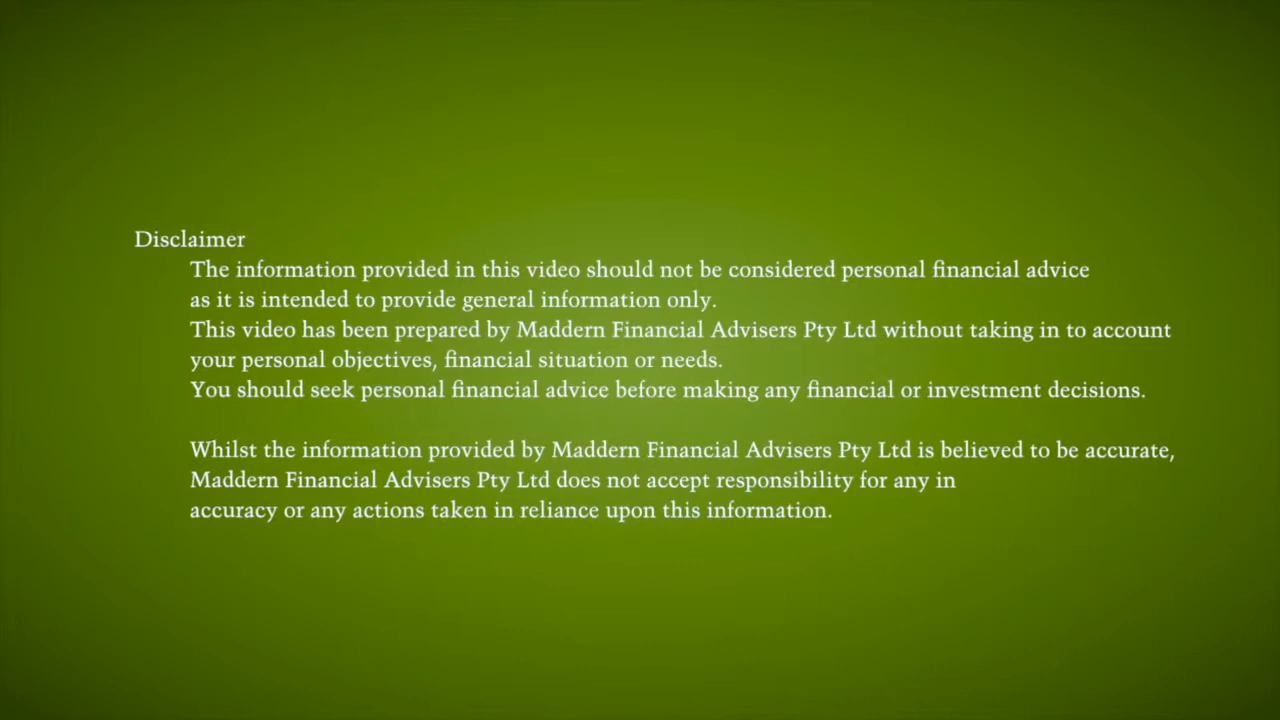 Disclaimer
The information provided in this video should not be considered personal financial advice
as it is intended to provide general information only.
This video has been prepared by Maddern Financial Advisers Pty Ltd without taking in to account
your personal objectives, financial situation or needs.
You should seek personal financial advice before making any financial or investment decisions.
Whilst the information provided by Maddern Financial Advisers Pty Ltd is believed to be accurate,
Maddern Financial Advisers Pty Ltd does not accept responsibility for any in
accuracy or any actions taken in reliance upon this information.